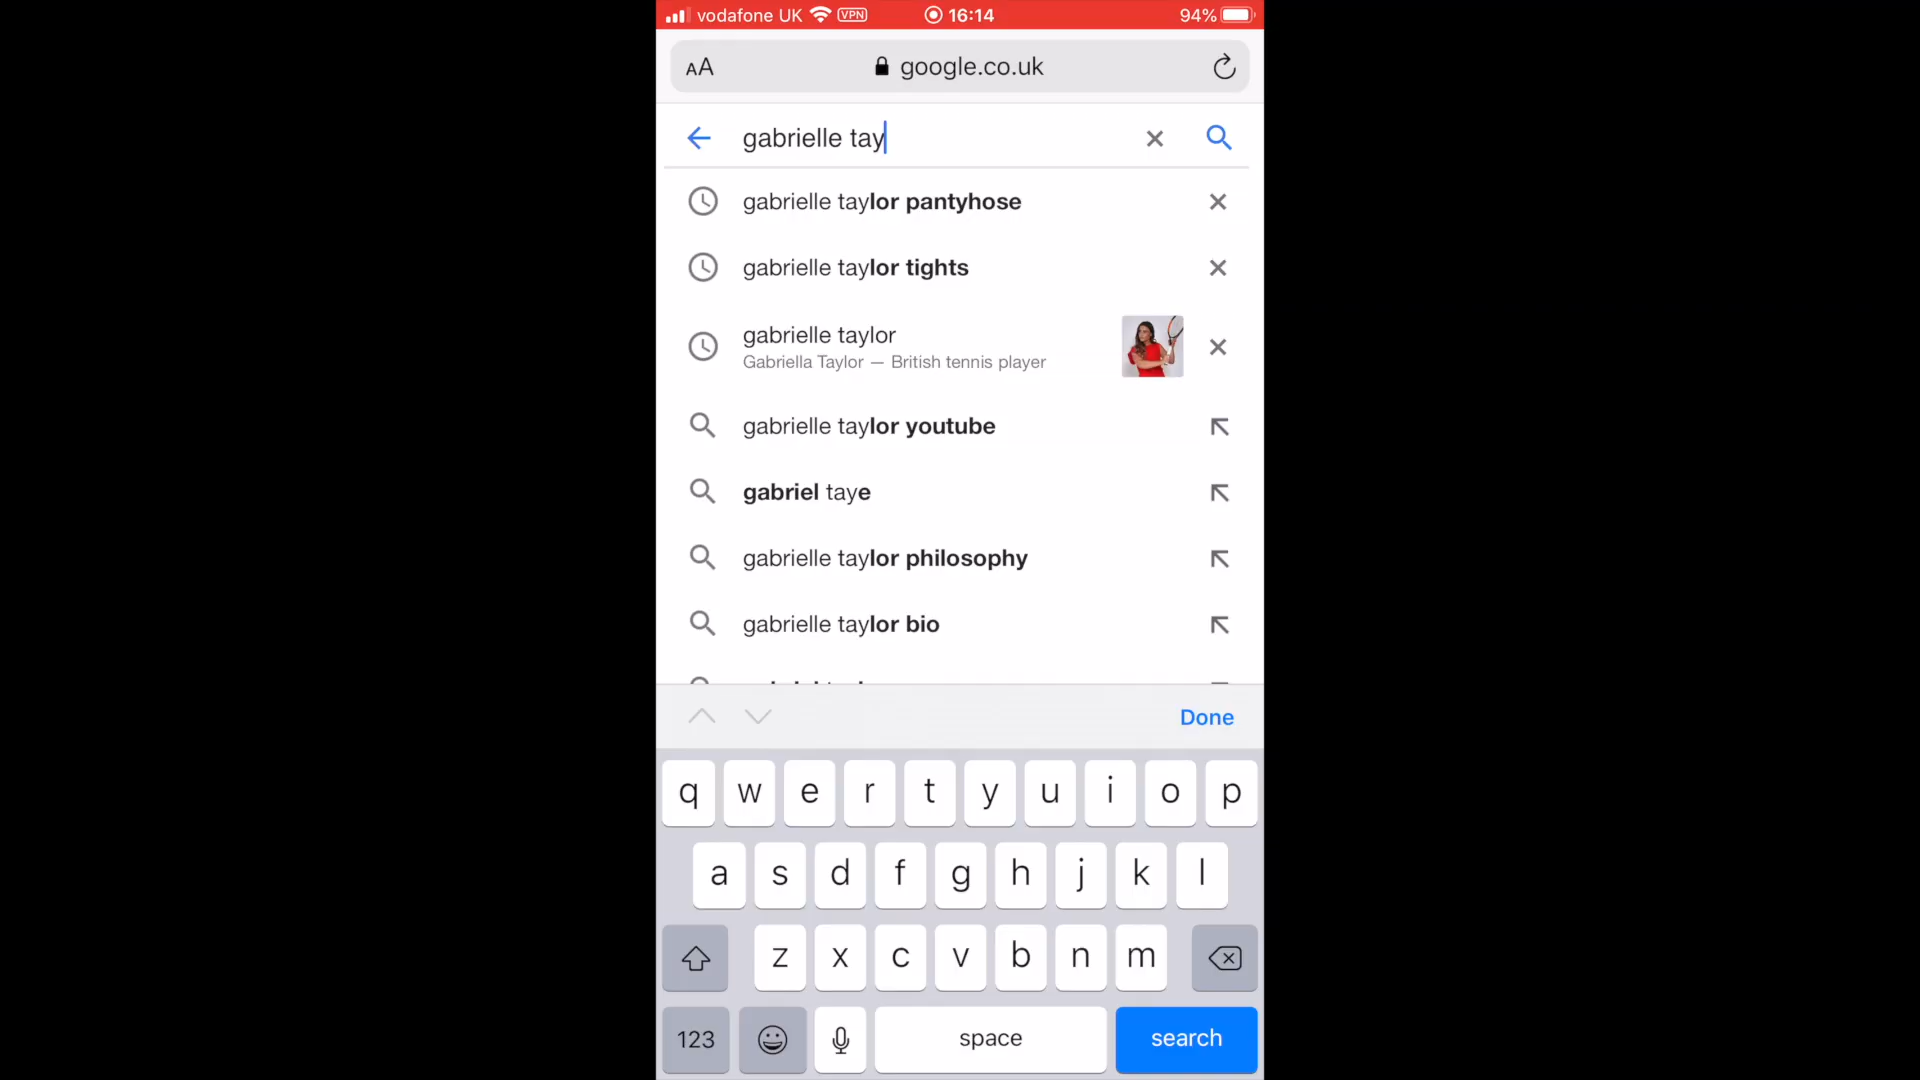 vodafone UK VPN 16:14 94%
AA google.co.uk
gabrielle tay
gabrielle taylor pantyhose
gabrielle taylor tights
gabrielle taylor
Gabriella Taylor — British tennis player
gabrielle taylor youtube
gabriel taye
gabrielle taylor philosophy
gabrielle taylor bio
Done
q w e r t y u i o p
a s d f g h j k l
z x c v b n m
123 space search